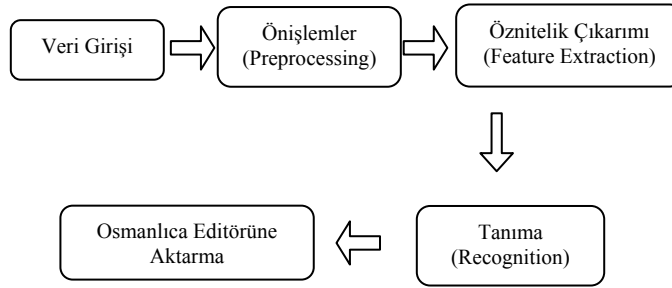 Veri Girişi
Önişlemler
(Preprocessing)
Öznitelik Çıkarımı
(Feature Extraction)
Tanıma
(Recognition)
Osmanlıca Editörüne
Aktarma